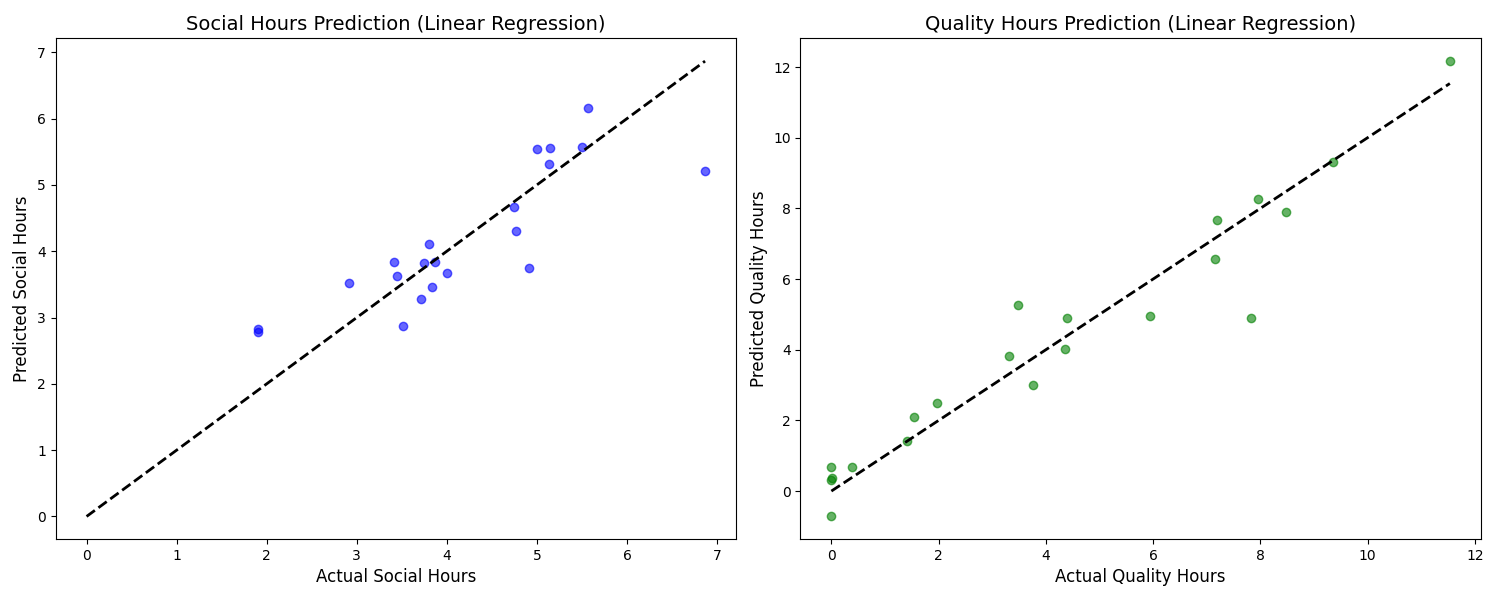 Social Hours Prediction (Linear Regression)
Predicted Social Hours
7
6
5
4
3
2
1
0
0 1 2 3 4 5 6 7
Actual Social Hours
Quality Hours Prediction (Linear Regression)
Predicted Quality Hours
12
10
8
6
4
2
0
0 2 4 6 8 10 12
Actual Quality Hours